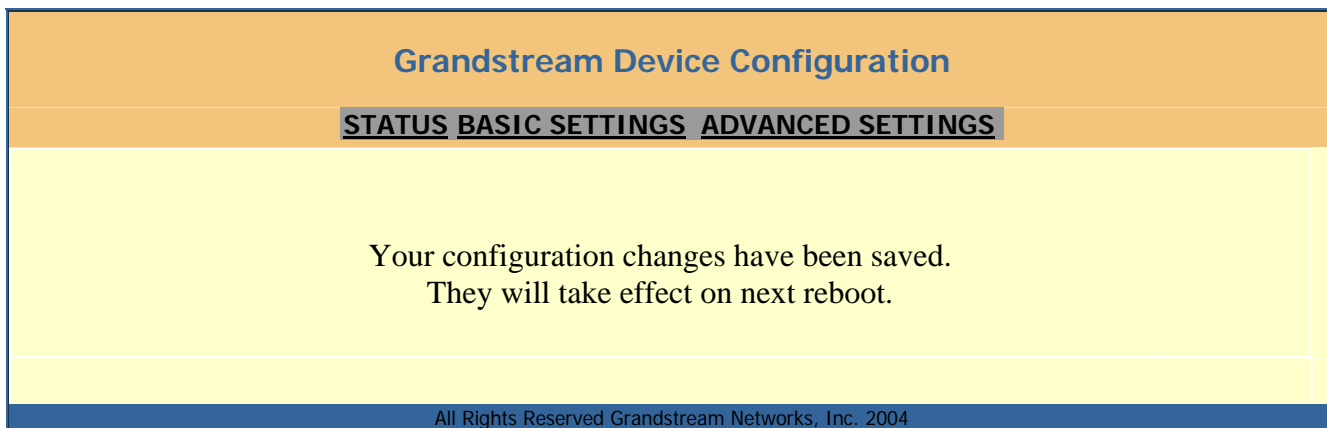 Grandstream Device Configuration
STATUS BASIC SETTINGS ADVANCED SETTINGS
Your configuration changes have been saved.
They will take effect on next reboot.
All Rights Reserved Grandstream Networks, Inc. 2004